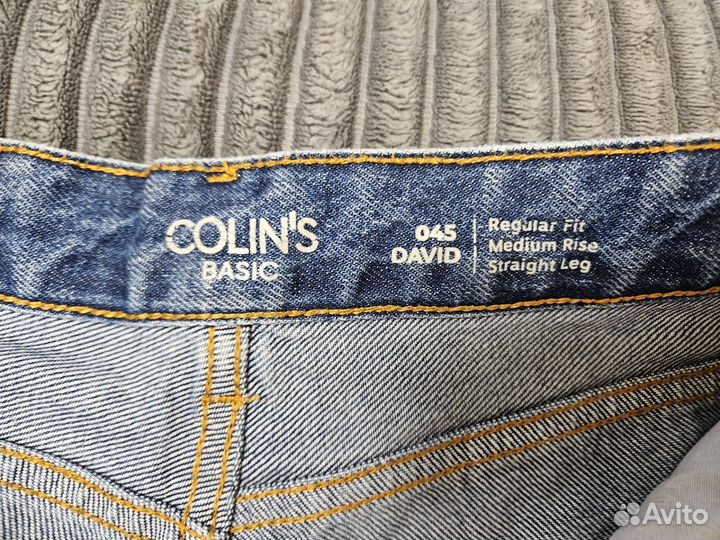 COLIN'S
BASIC
045
DAVID
Regular Fit
Medium Rise
Straight Leg
Avito